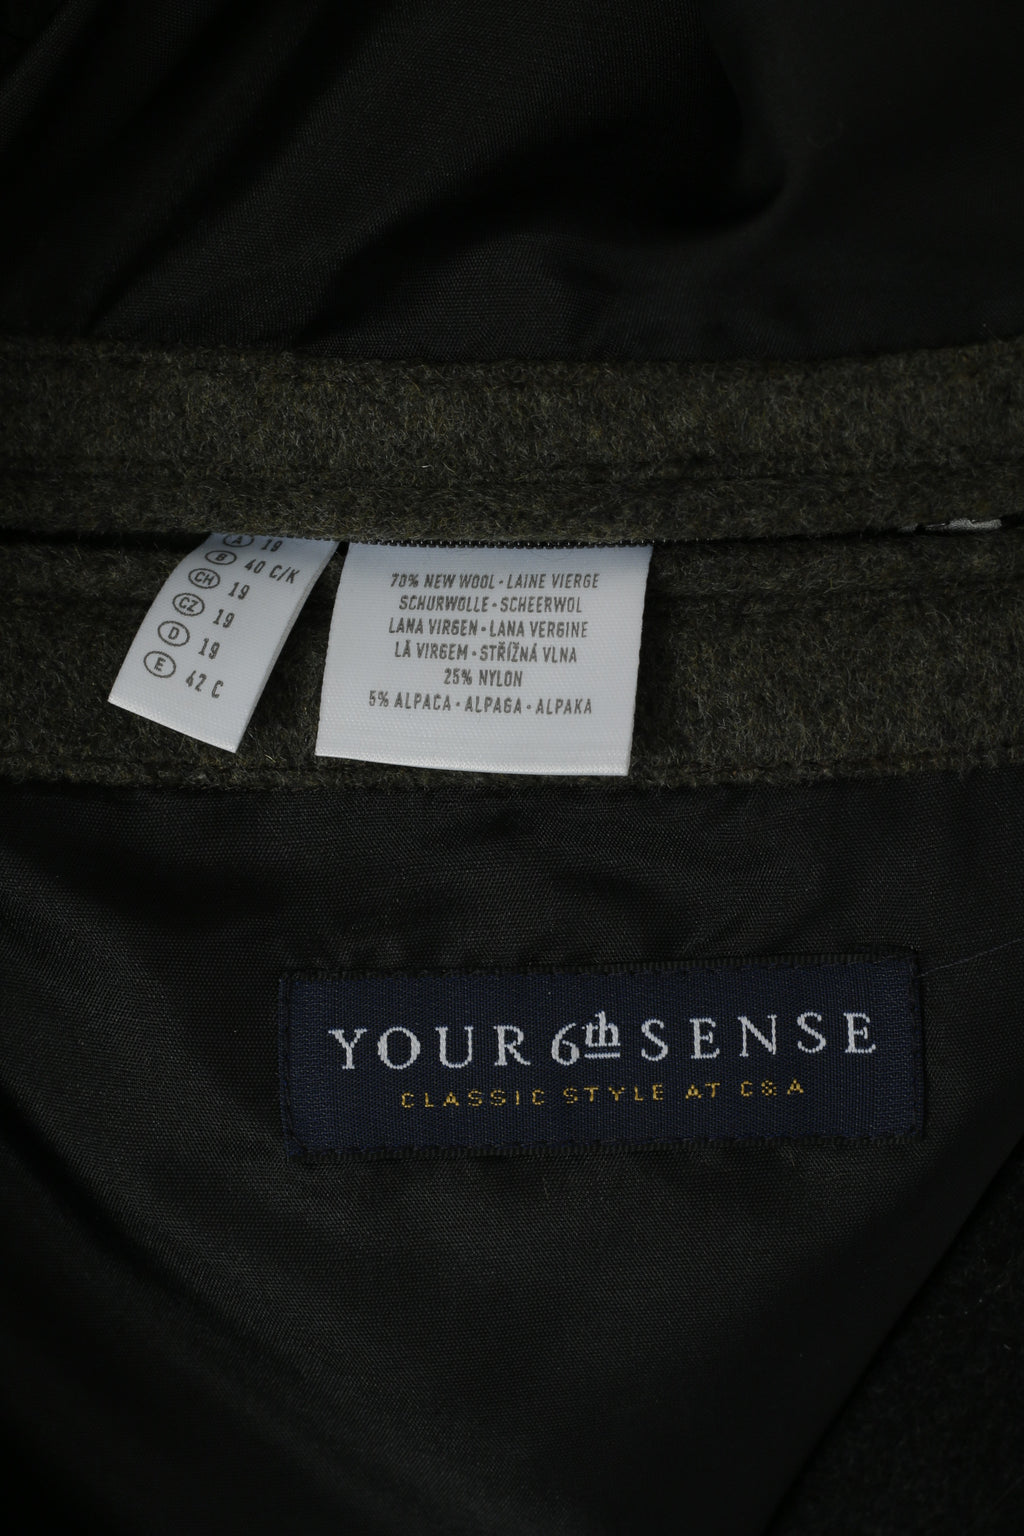 A 19
B 40 C/K
CH 19
CZ 19
D 19
E 42 C
70% NEW WOOL · LAINE VIERGE
SCHURWOLLE · SCHEERWOL
LANA VIRGEN · LANA VERGINE
LÃ VIRGEM · STŘÍŽNÁ VLNA
25% NYLON
5% ALPACA · ALPAGA · ALPAKA
YOUR 6th SENSE
CLASSIC STYLE AT C&A